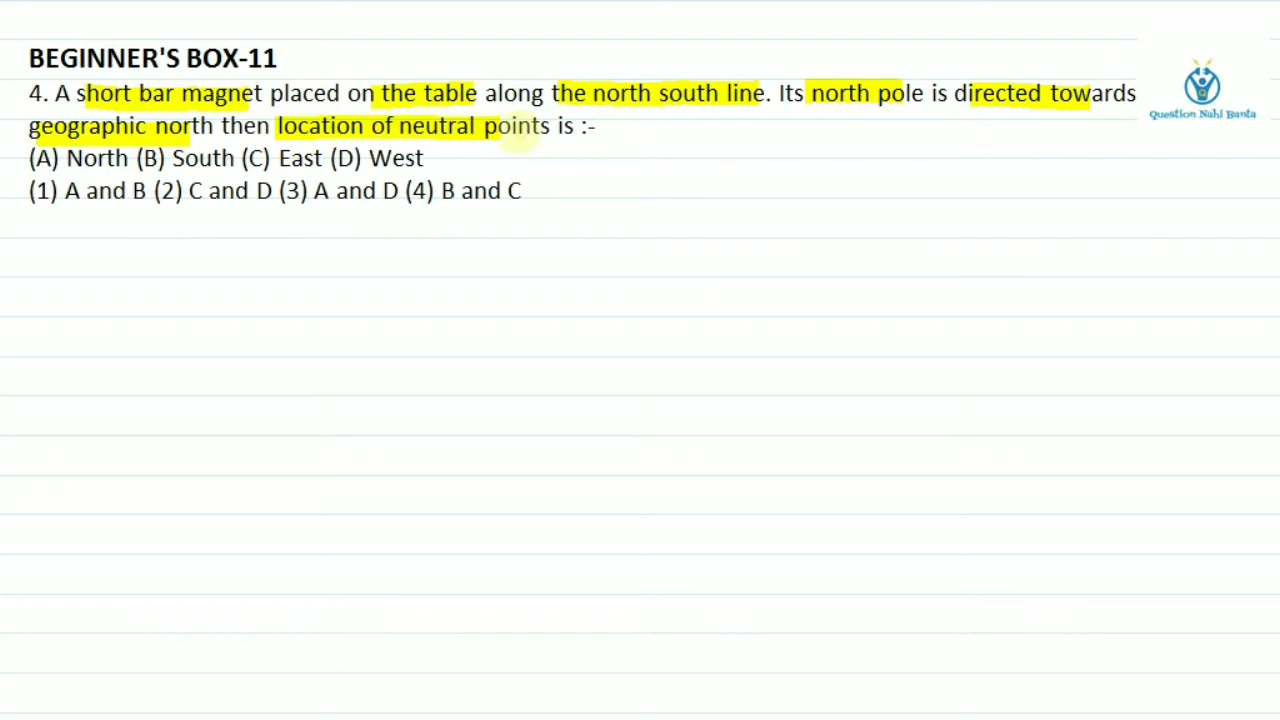 BEGINNER'S BOX-11
4. A short bar magnet placed on the table along the north south line. Its north pole is directed towards
geographic north then location of neutral points is :-
(A) North (B) South (C) East (D) West
(1) A and B (2) C and D (3) A and D (4) B and C
Question Nahi Banta